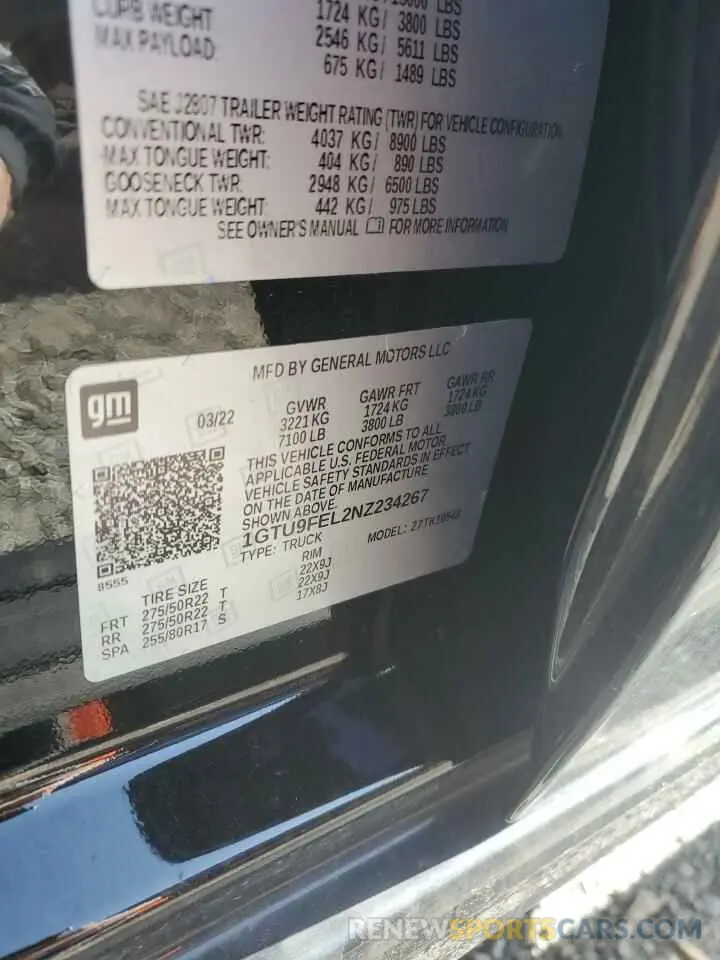 LBS
CURB WEIGHT 1724 KG/ 3800 LBS
MAX PAYLOAD: 2546 KG/ 5611 LBS
675 KG/ 1489 LBS
SAE J2807 TRAILER WEIGHT RATING (TWR) FOR VEHICLE CONFIGURATION
CONVENTIONAL TWR: 4037 KG/ 8900 LBS
MAX TONGUE WEIGHT: 404 KG/ 890 LBS
GOOSENECK TWR: 2948 KG/ 6500 LBS
MAX TONGUE WEIGHT: 442 KG/ 975 LBS
SEE OWNER'S MANUAL FOR MORE INFORMATION
MFD BY GENERAL MOTORS LLC
gm
03/22
GVWR GAWR FRT GAWR RR
3221 KG 1724 KG 1724 KG
7100 LB 3800 LB 3800 LB
THIS VEHICLE CONFORMS TO ALL
APPLICABLE U.S. FEDERAL MOTOR
VEHICLE SAFETY STANDARDS IN EFFECT
ON THE DATE OF MANUFACTURE
SHOWN ABOVE.
1GTU9FEL2NZ234267
TYPE: TRUCK MODEL:
8555
TIRE SIZE RIM
FRT 275/50R22 T 22X9J
RR 275/50R22 T 22X9J
SPA 255/80R17 S 17X8J
RENEWSPORTSCARS.COM